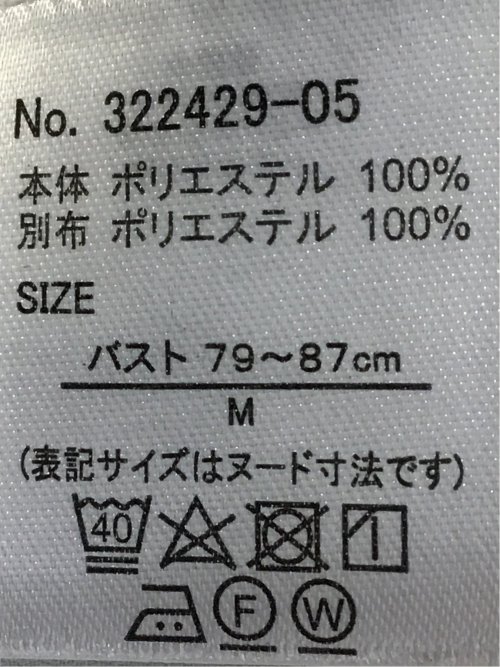 No. 322429-05
本体 ポリエステル 100%
別布 ポリエステル 100%
SIZE
バスト 79～87cm
M
(表記サイズはヌード寸法です)
40
F W